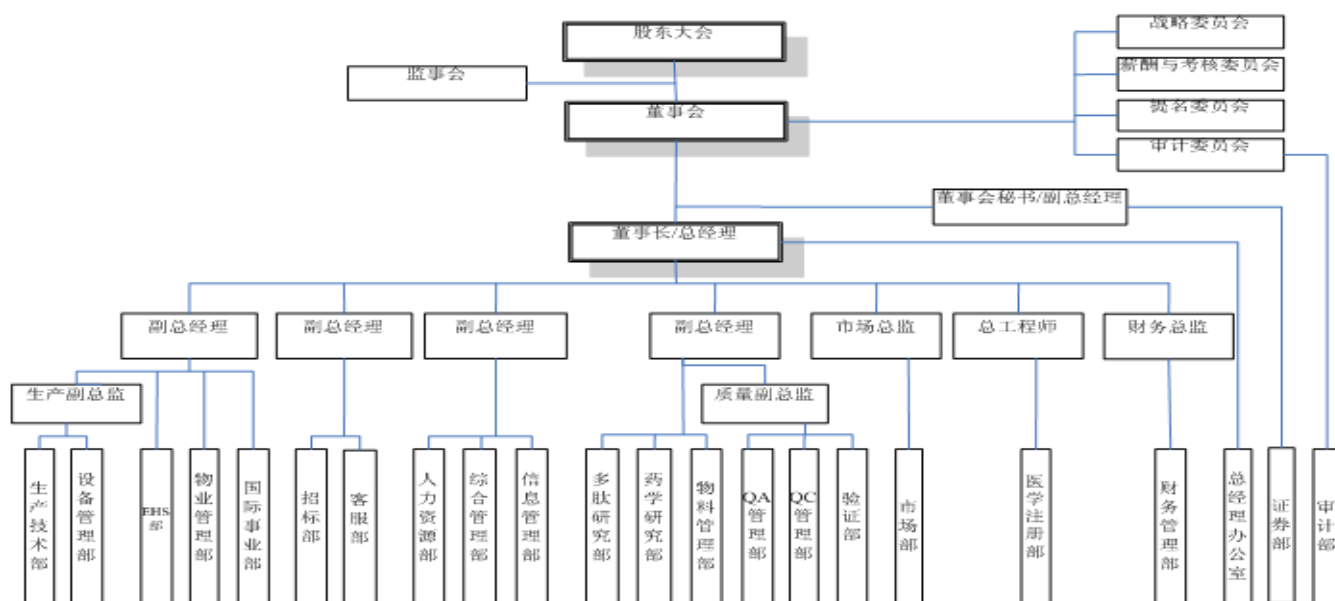 股东大会
战略委员会
监事会
薪酬与考核委员会
董事会
提名委员会
审计委员会
董事会秘书/副总经理
董事长/总经理
副总经理
副总经理
副总经理
副总经理
市场总监
总工程师
财务总监
生产副总监
质量副总监
生产技术部
设备管理部
EHS部
物业管理部
国际事业部
招标部
客服部
人力资源部
综合管理部
信息管理部
多肽研究部
药学研究部
物料管理部
QA管理部
QC管理部
验证部
市场部
医学注册部
财务管理部
总经理办公室
证券部
审计部